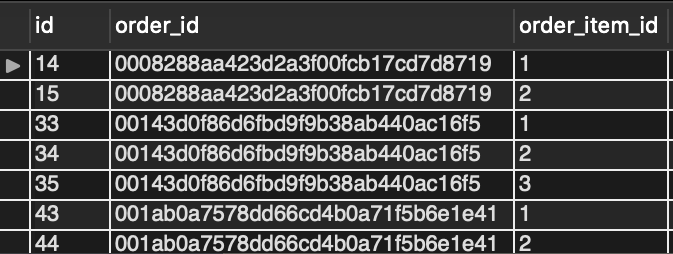 id order_id order_item_id
14 0008288aa423d2a3f00fcb17cd7d8719 1
15 0008288aa423d2a3f00fcb17cd7d8719 2
33 00143d0f86d6fbd9f9b38ab440ac16f5 1
34 00143d0f86d6fbd9f9b38ab440ac16f5 2
35 00143d0f86d6fbd9f9b38ab440ac16f5 3
43 001ab0a7578dd66cd4b0a71f5b6e1e41 1
44 001ab0a7578dd66cd4b0a71f5b6e1e41 2